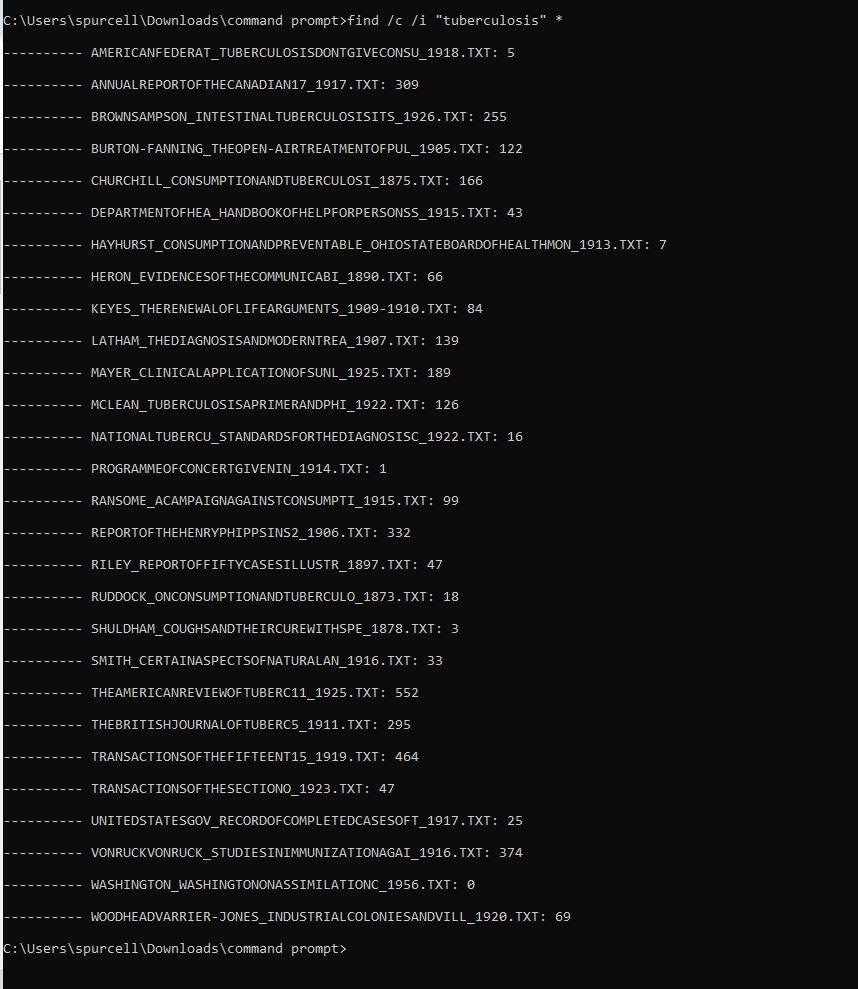 C:\Users\spurcell\Downloads\command prompt>find /c /i "tuberculosis" *
---------- AMERICANFEDERAT_TUBERCULOSISDONTGIVECONSU_1918.TXT: 5
---------- ANNUALREPORTOFTHECANADIAN17_1917.TXT: 309
---------- BROWNSAMPSON_INTESTINALTUBERCULOSISITS_1926.TXT: 255
---------- BURTON-FANNING_THEOPEN-AIRTREATMENTOFPUL_1905.TXT: 122
---------- CHURCHILL_CONSUMPTIONANDTUBERCULOSI_1875.TXT: 166
---------- DEPARTMENTOFHEA_HANDBOOKOFHELPFORPERSONSS_1915.TXT: 43
---------- HAYHURST_CONSUMPTIONANDPREVENTABLE_OHIOSTATEBOARDOFHEALTHMON_1913.TXT: 7
---------- HERON_EVIDENCESOFTHECOMMUNICABI_1890.TXT: 66
---------- KEYES_THERENEWALOFLIFEARGUMENTS_1909-1910.TXT: 84
---------- LATHAM_THEDIAGNOSISANDMODERNTREA_1907.TXT: 139
---------- MAYER_CLINICALAPPLICATIONOFSUNL_1925.TXT: 189
---------- MCLEAN_TUBERCULOSISAPRIMERANDPHI_1922.TXT: 126
---------- NATIONALTUBERCU_STANDARDSFORTHEDIAGNOSISC_1922.TXT: 16
---------- PROGRAMMEOFCONCERTGIVENIN_1914.TXT: 1
---------- RANSOME_ACAMPAIGNAGAINSTCONSUMPTI_1915.TXT: 99
---------- REPORTOFTHEHENRYPHIPPSINS2_1906.TXT: 332
---------- RILEY_REPORTOFFIFTYCASESILLUSTR_1897.TXT: 47
---------- RUDDOCK_ONCONSUMPTIONANDTUBERCULO_1873.TXT: 18
---------- SHULDHAM_COUGHSANDTHEIRCUREWITHSPE_1878.TXT: 3
---------- SMITH_CERTAINASPECTSOFNATURALAN_1916.TXT: 33
---------- THEAMERICANREVIEWOFTUBERC11_1925.TXT: 552
---------- THEBRITISHJOURNALOFTUBERC5_1911.TXT: 295
---------- TRANSACTIONSOFTHEFIFTEENT15_1919.TXT: 464
---------- TRANSACTIONSOFTHESECTIONO_1923.TXT: 47
---------- UNITEDSTATESGOV_RECORDOFCOMPLETEDCASESOFT_1917.TXT: 25
---------- VONRUCKVONRUCK_STUDIESINIMMUNIZATIONAGAI_1916.TXT: 374
---------- WASHINGTON_WASHINGTONONASSIMILATIONC_1956.TXT: 0
---------- WOODHEADVARRIER-JONES_INDUSTRIALCOLONIESANDVILL_1920.TXT: 69
C:\Users\spurcell\Downloads\command prompt>